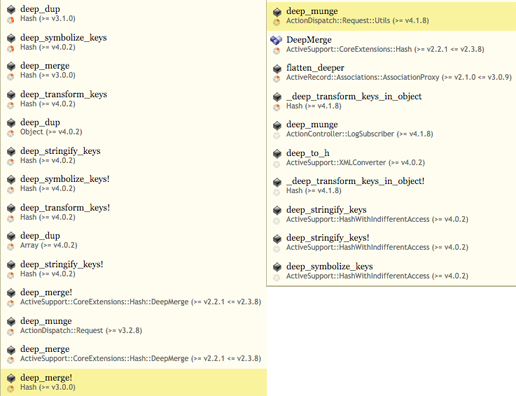 deep_dup
Hash (>= v3.1.0)
deep_symbolize_keys
Hash (>= v4.0.2)
deep_merge
Hash (>= v3.0.0)
deep_transform_keys
Hash (>= v4.0.2)
deep_dup
Object (>= v4.0.2)
deep_stringify_keys
Hash (>= v4.0.2)
deep_symbolize_keys!
Hash (>= v4.0.2)
deep_transform_keys!
Hash (>= v4.0.2)
deep_dup
Array (>= v4.0.2)
deep_stringify_keys!
Hash (>= v4.0.2)
deep_merge!
ActiveSupport::CoreExtensions::Hash::DeepMerge (>= v2.2.1 <= v2.3.8)
deep_munge
ActionDispatch::Request (>= v3.2.8)
deep_merge
ActiveSupport::CoreExtensions::Hash::DeepMerge (>= v2.2.1 <= v2.3.8)
deep_merge!
Hash (>= v3.0.0)
deep_munge
ActionDispatch::Request::Utils (>= v4.1.8)
DeepMerge
ActiveSupport::CoreExtensions::Hash (>= v2.2.1 <= v2.3.8)
flatten_deeper
ActiveRecord::Associations::AssociationProxy (>= v2.1.0 <= v3.0.9)
_deep_transform_keys_in_object
Hash (>= v4.1.8)
deep_munge
ActionController::LogSubscriber (>= v4.1.8)
deep_to_h
ActiveSupport::XMLConverter (>= v4.0.2)
_deep_transform_keys_in_object!
Hash (>= v4.1.8)
deep_stringify_keys
ActiveSupport::HashWithIndifferentAccess (>= v4.0.2)
deep_stringify_keys!
ActiveSupport::HashWithIndifferentAccess (>= v4.0.2)
deep_symbolize_keys
ActiveSupport::HashWithIndifferentAccess (>= v4.0.2)